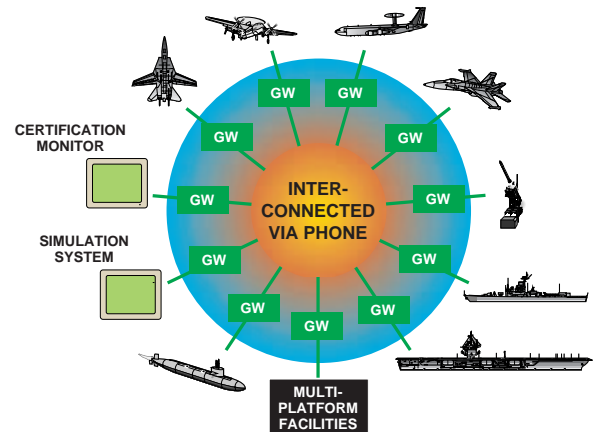 GW
GW
GW
GW
CERTIFICATION
MONITOR
GW
GW
INTER-
CONNECTED
VIA PHONE
SIMULATION
SYSTEM
GW
GW
GW
GW
GW
MULTI-
PLATFORM
FACILITIES